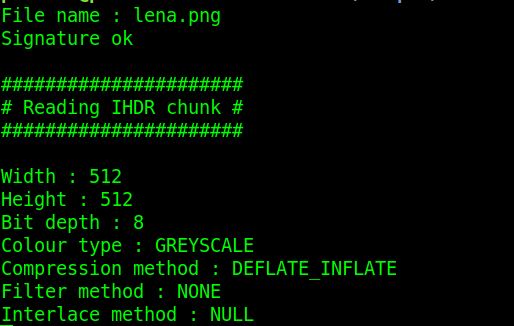 File name : lena.png
Signature ok
######################
# Reading IHDR chunk #
######################
Width : 512
Height : 512
Bit depth : 8
Colour type : GREYSCALE
Compression method : DEFLATE_INFLATE
Filter method : NONE
Interlace method : NULL